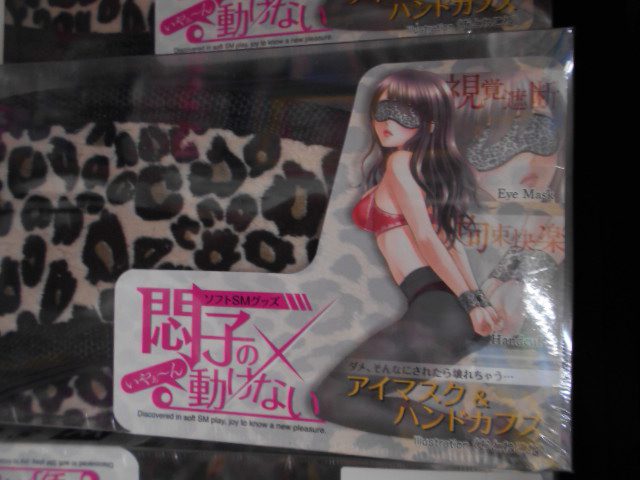 いやぁ〜ん
動けない
ハンドカフス
Discovered in soft SM play, joy to know a new pleasure.
視覚遮断
Eye Mask
拘束快楽
ソフトSMグッズ
悶子の×
いやぁ〜ん
動けない
Discovered in soft SM play, joy to know a new pleasure.
ダメ、そんなにされたら壊れちゃう…
アイマスク&
ハンドカフス